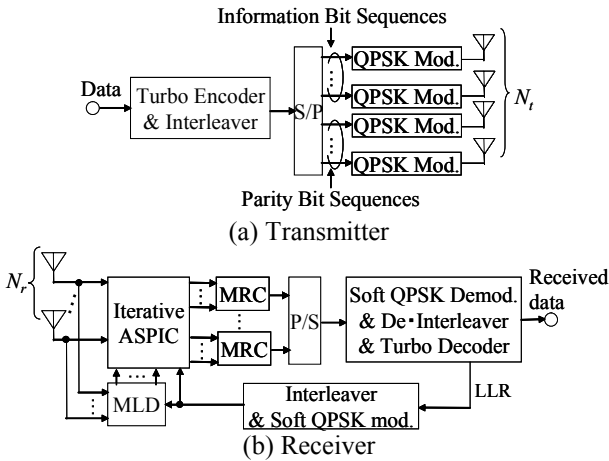 Information Bit Sequences
Data
Turbo Encoder
& Interleaver
S/P
QPSK Mod.
QPSK Mod.
QPSK Mod.
QPSK Mod.
Nt
Parity Bit Sequences
(a) Transmitter
Nr
Iterative
ASPIC
MRC
MRC
P/S
Soft QPSK Demod.
& De・Interleaver
& Turbo Decoder
Received
data
MLD
Interleaver
& Soft QPSK mod.
LLR
(b) Receiver